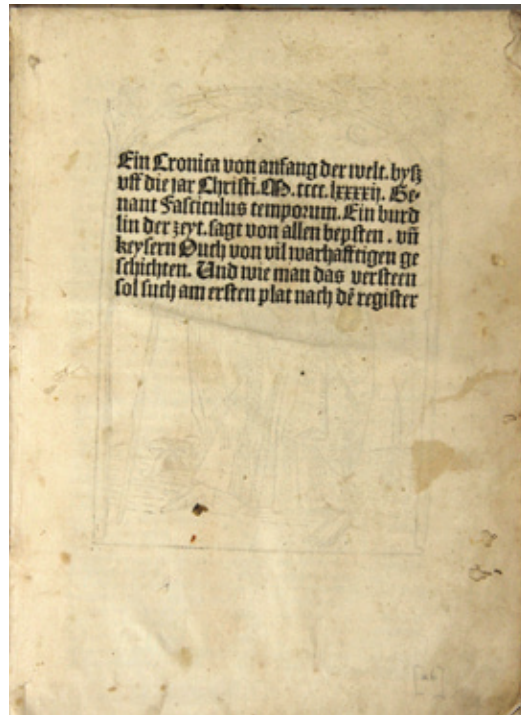 Ein Cronica von anfang der welt. bysz
vff die jar Christi. M. cccc. lxxxxij. Ge-
nant Fasciculus temporum. Ein burd
lin der zeyt. sagt von allen bepsten . vn̄
keysern Ouch von vil warhafftigen ge
schichten. Und wie man das versteen
sol such am ersten plat nach dē register